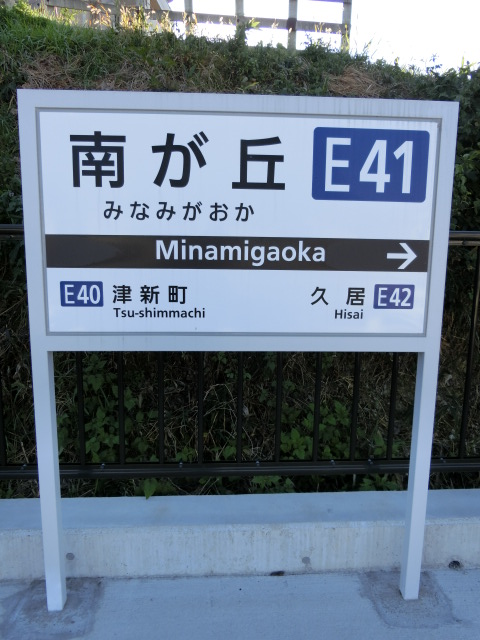 南が丘 E41
みなみがおか
Minamigaoka →
E40 津新町 久居 E42
Tsu-shimmachi Hisai